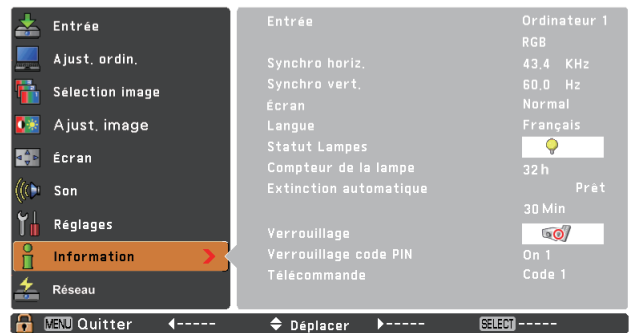 Entrée
Ajust. ordin.
Sélection image
Ajust. image
Écran
Son
Réglages
Information
Réseau
Entrée Ordinateur 1
RGB
Synchro horiz. 43.4 KHz
Synchro vert. 60.0 Hz
Écran Normal
Langue Français
Statut Lampes
Compteur de la lampe 32 h
Extinction automatique Prêt
30 Min
Verrouillage
Verrouillage code PIN On 1
Télécommande Code 1
MENU Quitter ----- Déplacer ----- SELECT -----